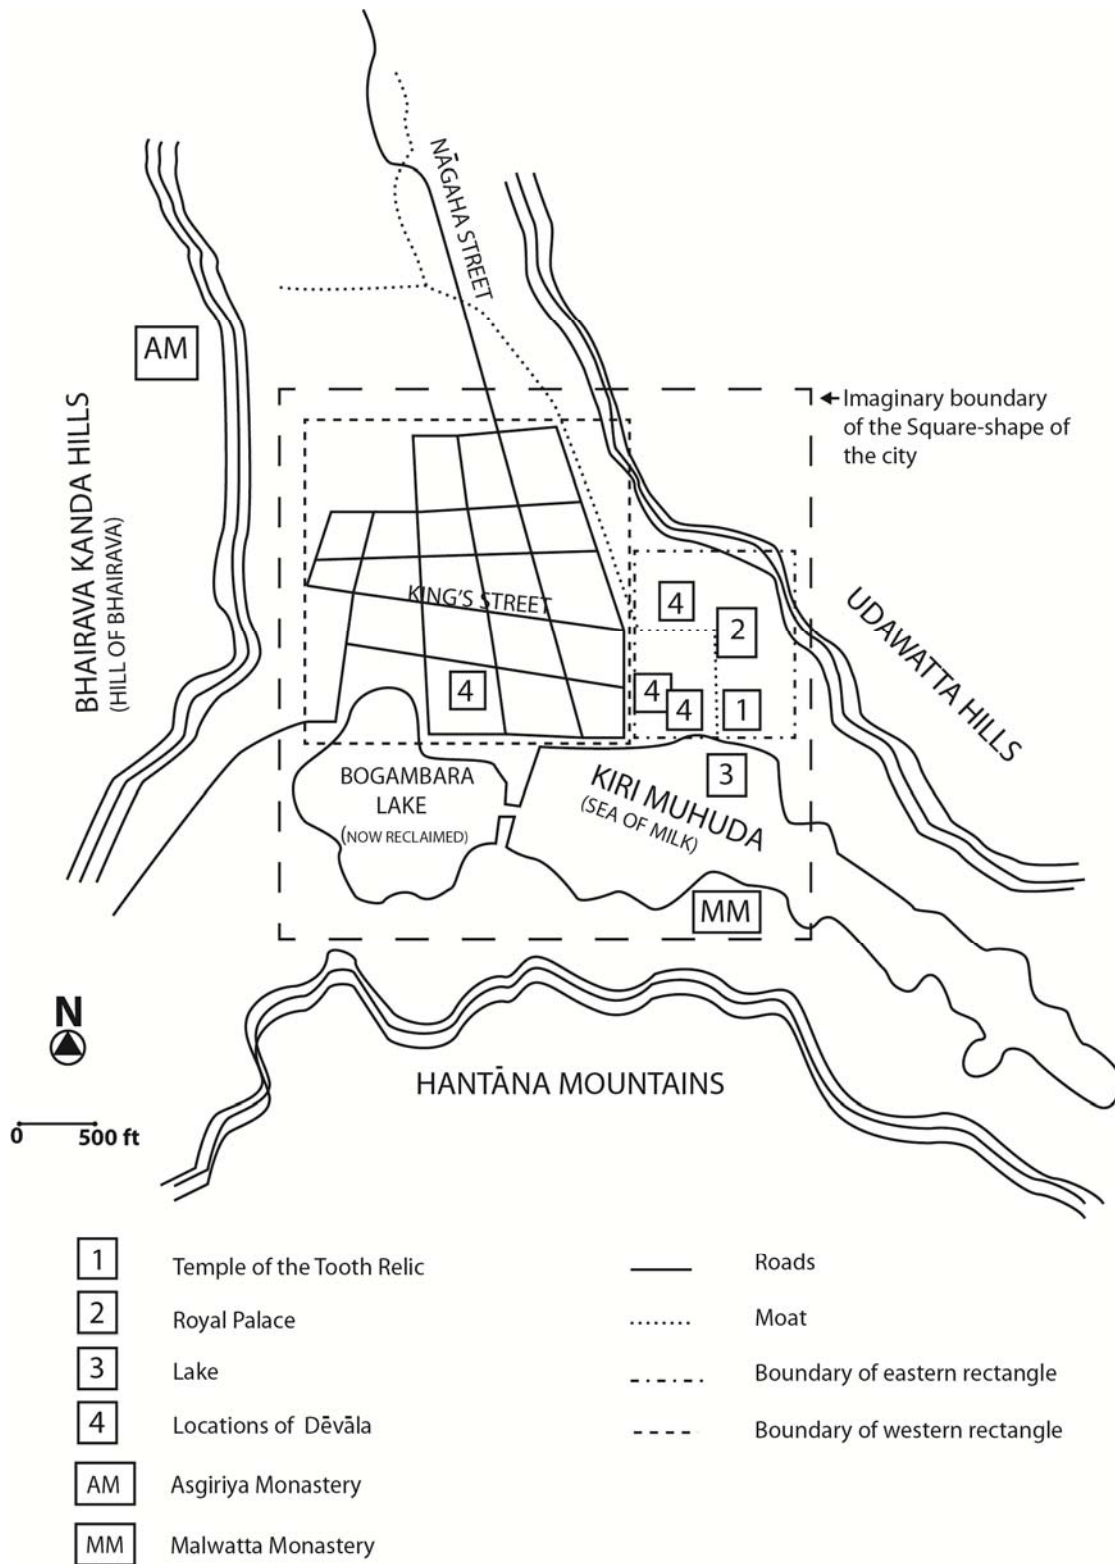 NĀGAHA STREET
AM
BHAIRAVA KANDA HILLS
(HILL OF BHAIRAVA)
Imaginary boundary
of the Square-shape of
the city
KING'S STREET
4
2
4
4
4
1
UDAWATTA HILLS
BOGAMBARA
LAKE
(NOW RECLAIMED)
KIRI MUHUDA
(SEA OF MILK)
3
MM
N
0 500 ft
HANTĀNA MOUNTAINS
1 Temple of the Tooth Relic
2 Royal Palace
3 Lake
4 Locations of Dēvāla
AM Asgiriya Monastery
MM Malwatta Monastery
Roads
Moat
Boundary of eastern rectangle
Boundary of western rectangle